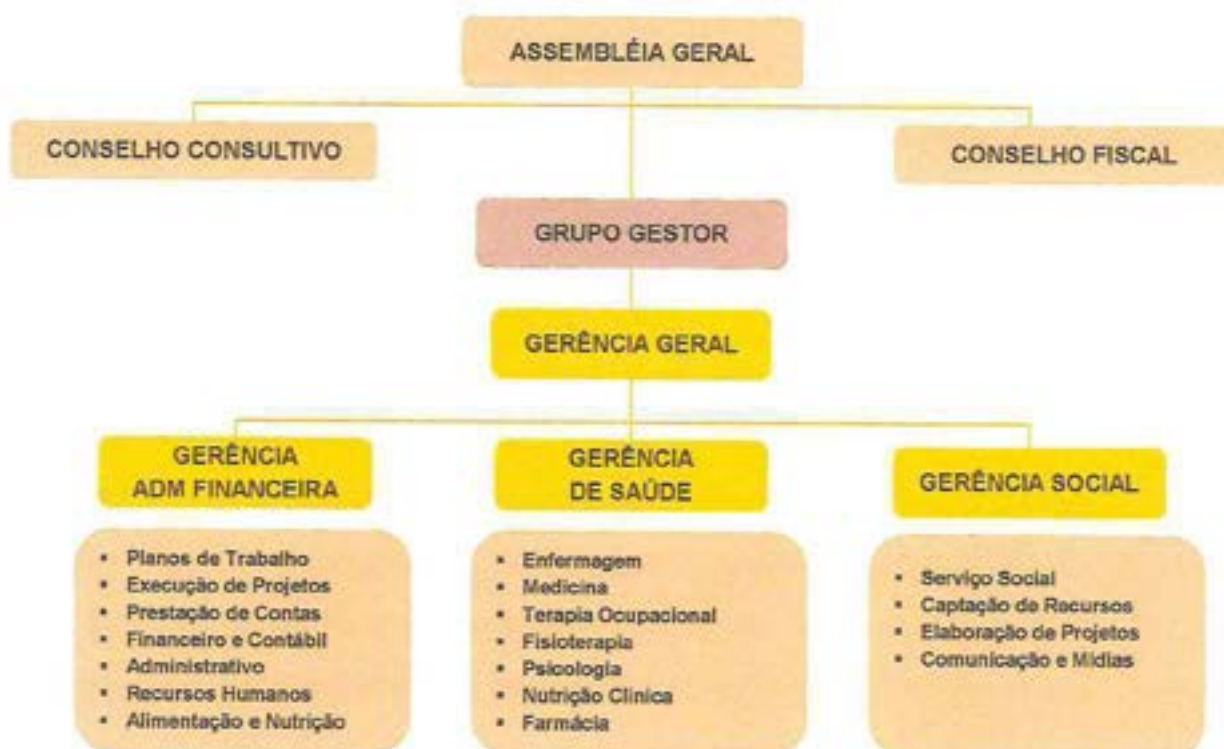 ASSEMBLÉIA GERAL
CONSELHO CONSULTIVO
CONSELHO FISCAL
GRUPO GESTOR
GERÊNCIA GERAL
GERÊNCIA
ADM FINANCEIRA
▪ Planos de Trabalho
▪ Execução de Projetos
▪ Prestação de Contas
▪ Financeiro e Contábil
▪ Administrativo
▪ Recursos Humanos
▪ Alimentação e Nutrição
GERÊNCIA
DE SAÚDE
▪ Enfermagem
▪ Medicina
▪ Terapia Ocupacional
▪ Fisioterapia
▪ Psicologia
▪ Nutrição Clínica
▪ Farmácia
GERÊNCIA SOCIAL
▪ Serviço Social
▪ Captação de Recursos
▪ Elaboração de Projetos
▪ Comunicação e Mídias